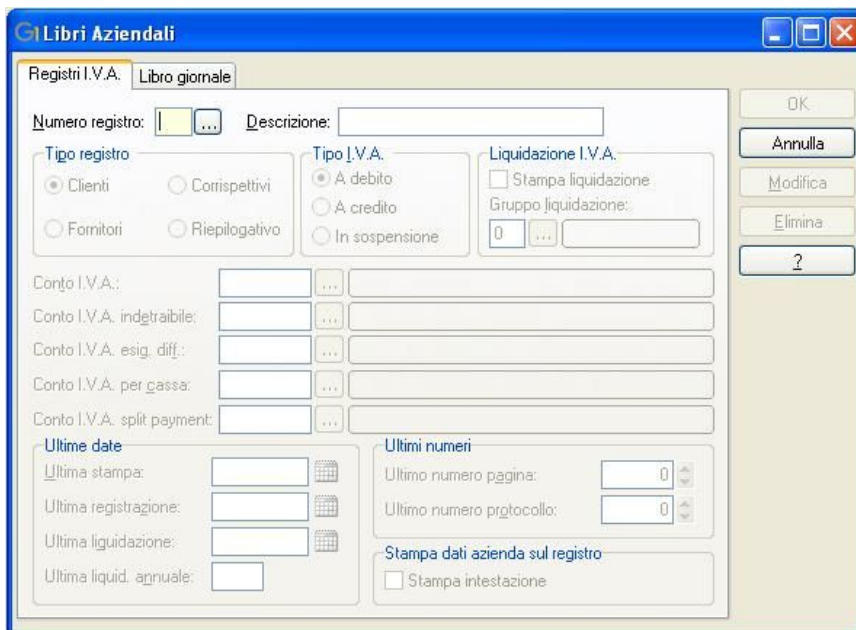 G1 Libri Aziendali
Registri I.V.A. Libro giornale
Numero registro: ... Descrizione:
OK
Annulla
Modifica
Elimina
?
Tipo registro
Clienti Corrispettivi
Fornitori Riepilogativo
Tipo I.V.A.
A debito
A credito
In sospensione
Liquidazione I.V.A.
Stampa liquidazione
Gruppo liquidazione:
0 ...
Conto I.V.A.: ...
Conto I.V.A. indetraibile: ...
Conto I.V.A. esig. diff.: ...
Conto I.V.A. per cassa: ...
Conto I.V.A. split payment: ...
Ultime date
Ultima stampa:
Ultima registrazione:
Ultima liquidazione:
Ultima liquid. annuale:
Ultimi numeri
Ultimo numero pagina: 0
Ultimo numero protocollo: 0
Stampa dati azienda sul registro
Stampa intestazione